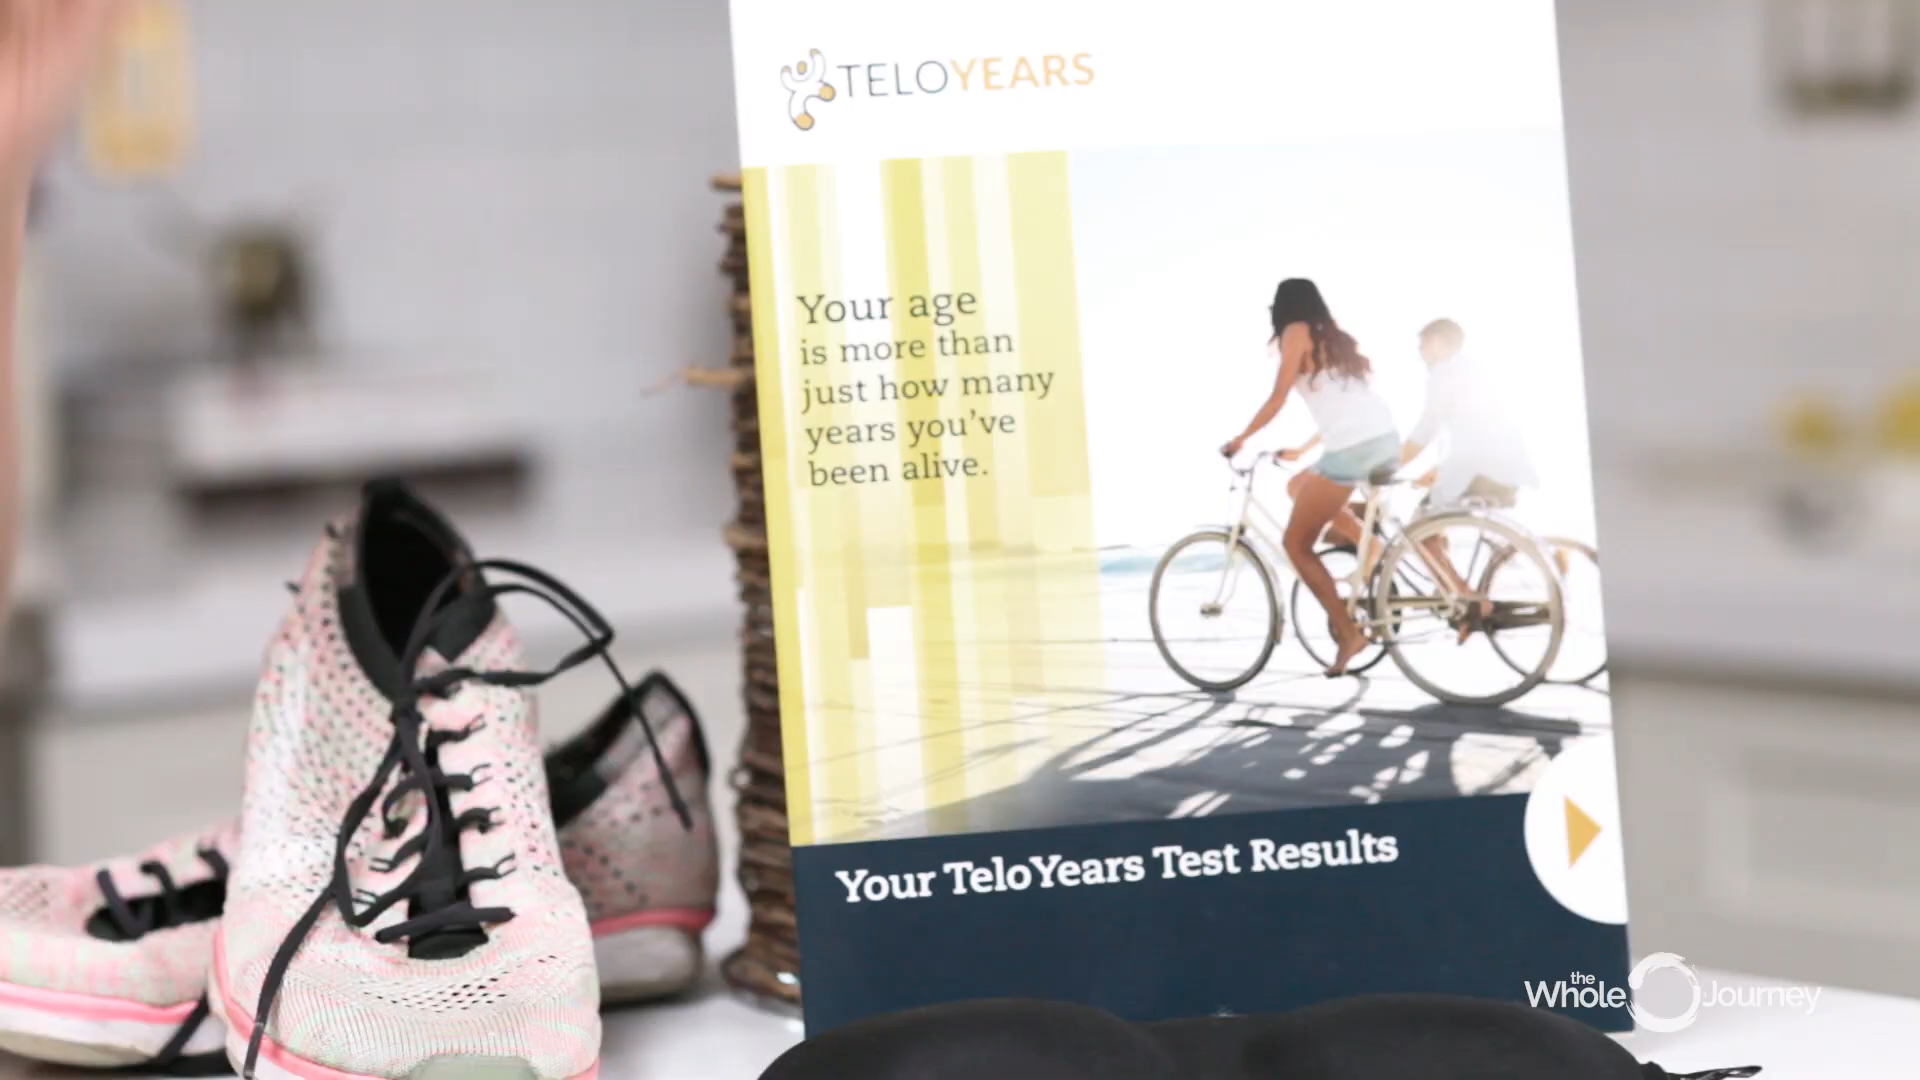 TELOYEARS
Your age
is more than
just how many
years you've
been alive.
Your TeloYears Test Results
the
Whole Journey